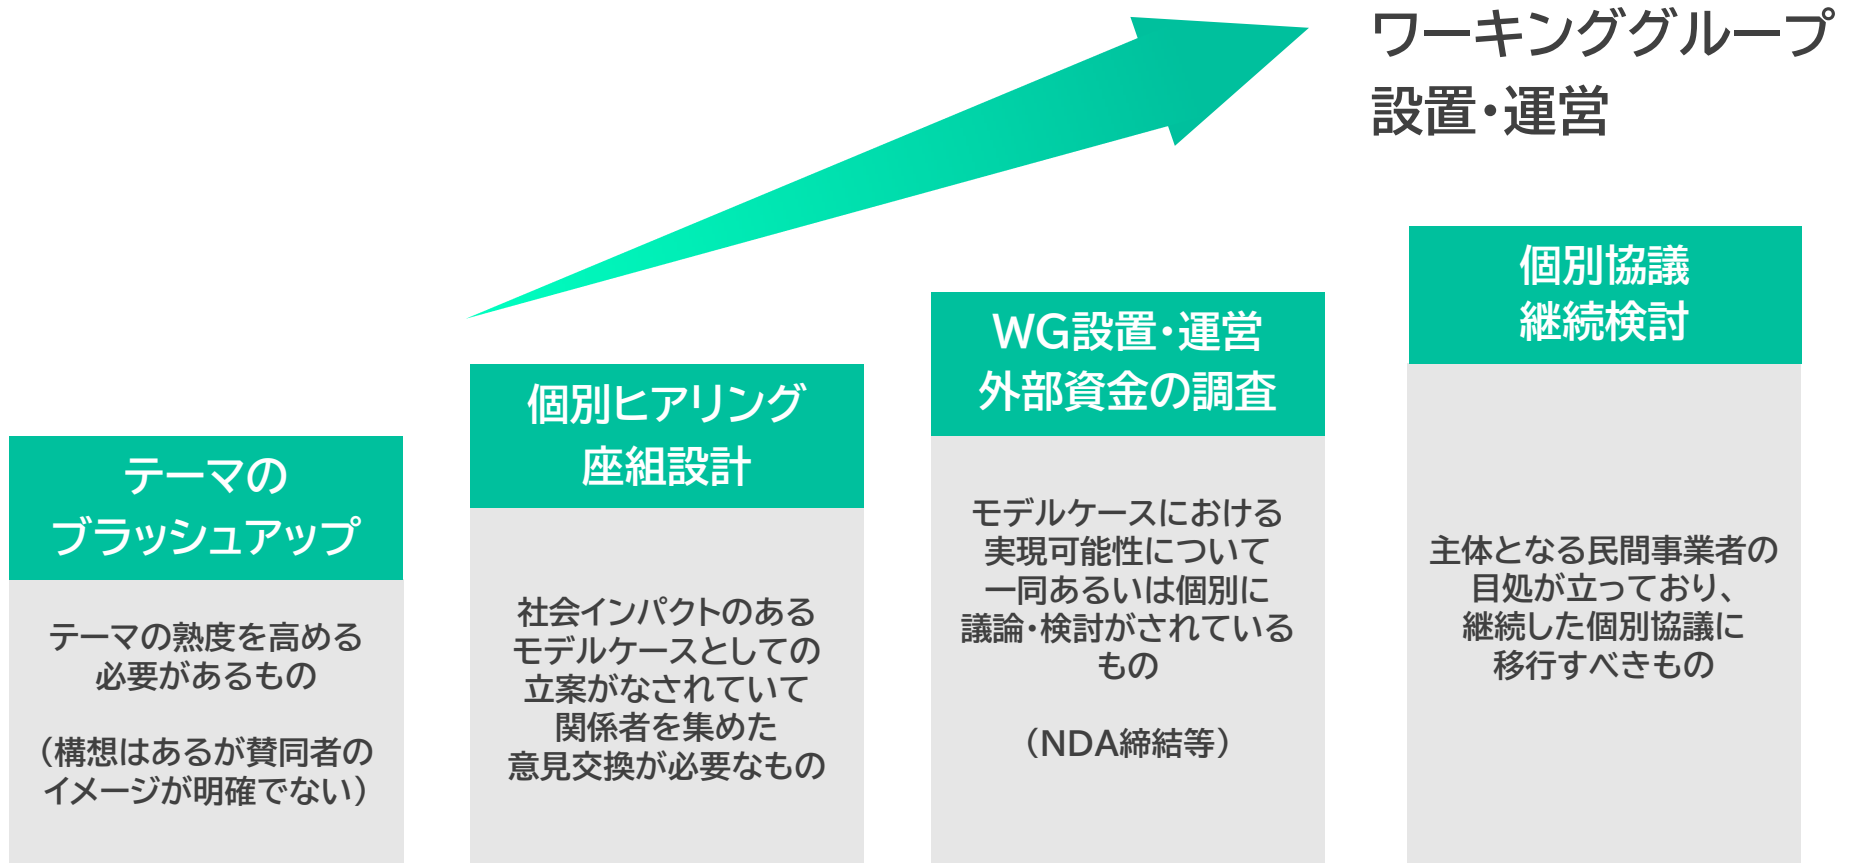 ワーキンググループ
設置・運営
テーマの
ブラッシュアップ
テーマの熟度を高める
必要があるもの
（構想はあるが賛同者の
イメージが明確でない）
個別ヒアリング
座組設計
社会インパクトのある
モデルケースとしての
立案がなされていて
関係者を集めた
意見交換が必要なもの
WG設置・運営
外部資金の調査
モデルケースにおける
実現可能性について
一同あるいは個別に
議論・検討がされている
もの
（NDA締結等）
個別協議
継続検討
主体となる民間事業者の
目処が立っており、
継続した個別協議に
移行すべきもの